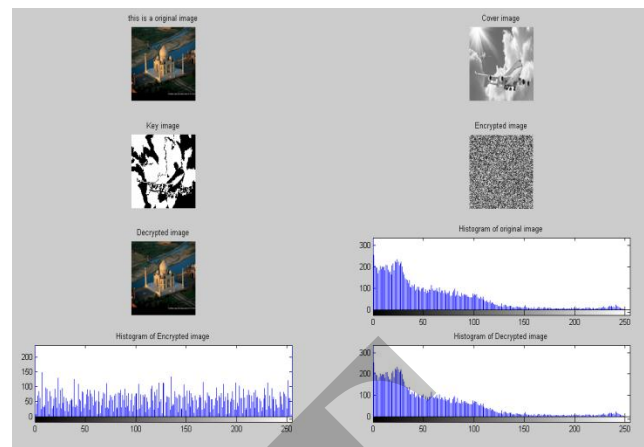 this is a original image
Cover image
Key image
Encrypted image
Decrypted image
Histogram of original image
300
200
100
0
0 50 100 150 200 250
Histogram of Encrypted image
200
150
100
50
0
0 50 100 150 200 250
Histogram of Decrypted image
300
200
100
0
0 50 100 150 200 250